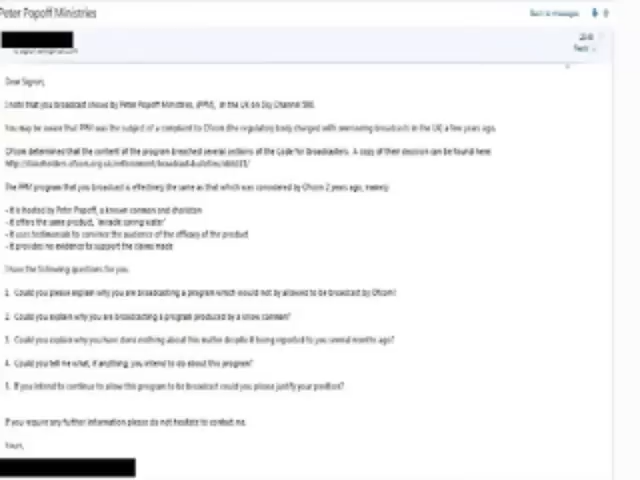 Peter Popoff Ministries
Back to messages
Dear Signori,
I note that you broadcast shows by Peter Popoff Ministries, (PPM), in the UK on Sky Channel
You may be aware that PPM was the subject of a complaint to Ofcom (the regulatory body charged with overseeing broadcasts in the UK) a few years ago.
Ofcom determined that the content of the program breached several sections of the Code for Broadcasters. A copy of their decision can be found here:
The PPM program that you broadcast is effectively the same as that which was considered by Ofcom 2 years ago, namely:
- It is hosted by Peter Popoff, a known conman and charlatan
- It offers the same product, 'miracle spring water'
- It uses testimonials to convince the audience of the efficacy of the product
- It provides no evidence to support the claims made
I have the following questions for you.
1. Could you please explain why you are broadcasting a program which would not by allowed to be broadcast by Ofcom?
2. Could you explain why you are broadcasting a program produced by a know conman?
3. Could you explain why you have done nothing about this matter despite it being reported to you several months ago?
4. Could you tell me what, if anything, you intend to do about this program?
5. If you intend to continue to allow this program to be broadcast could you please justify your position?
If you require any further information please do not hesitate to contact me.
Yours,